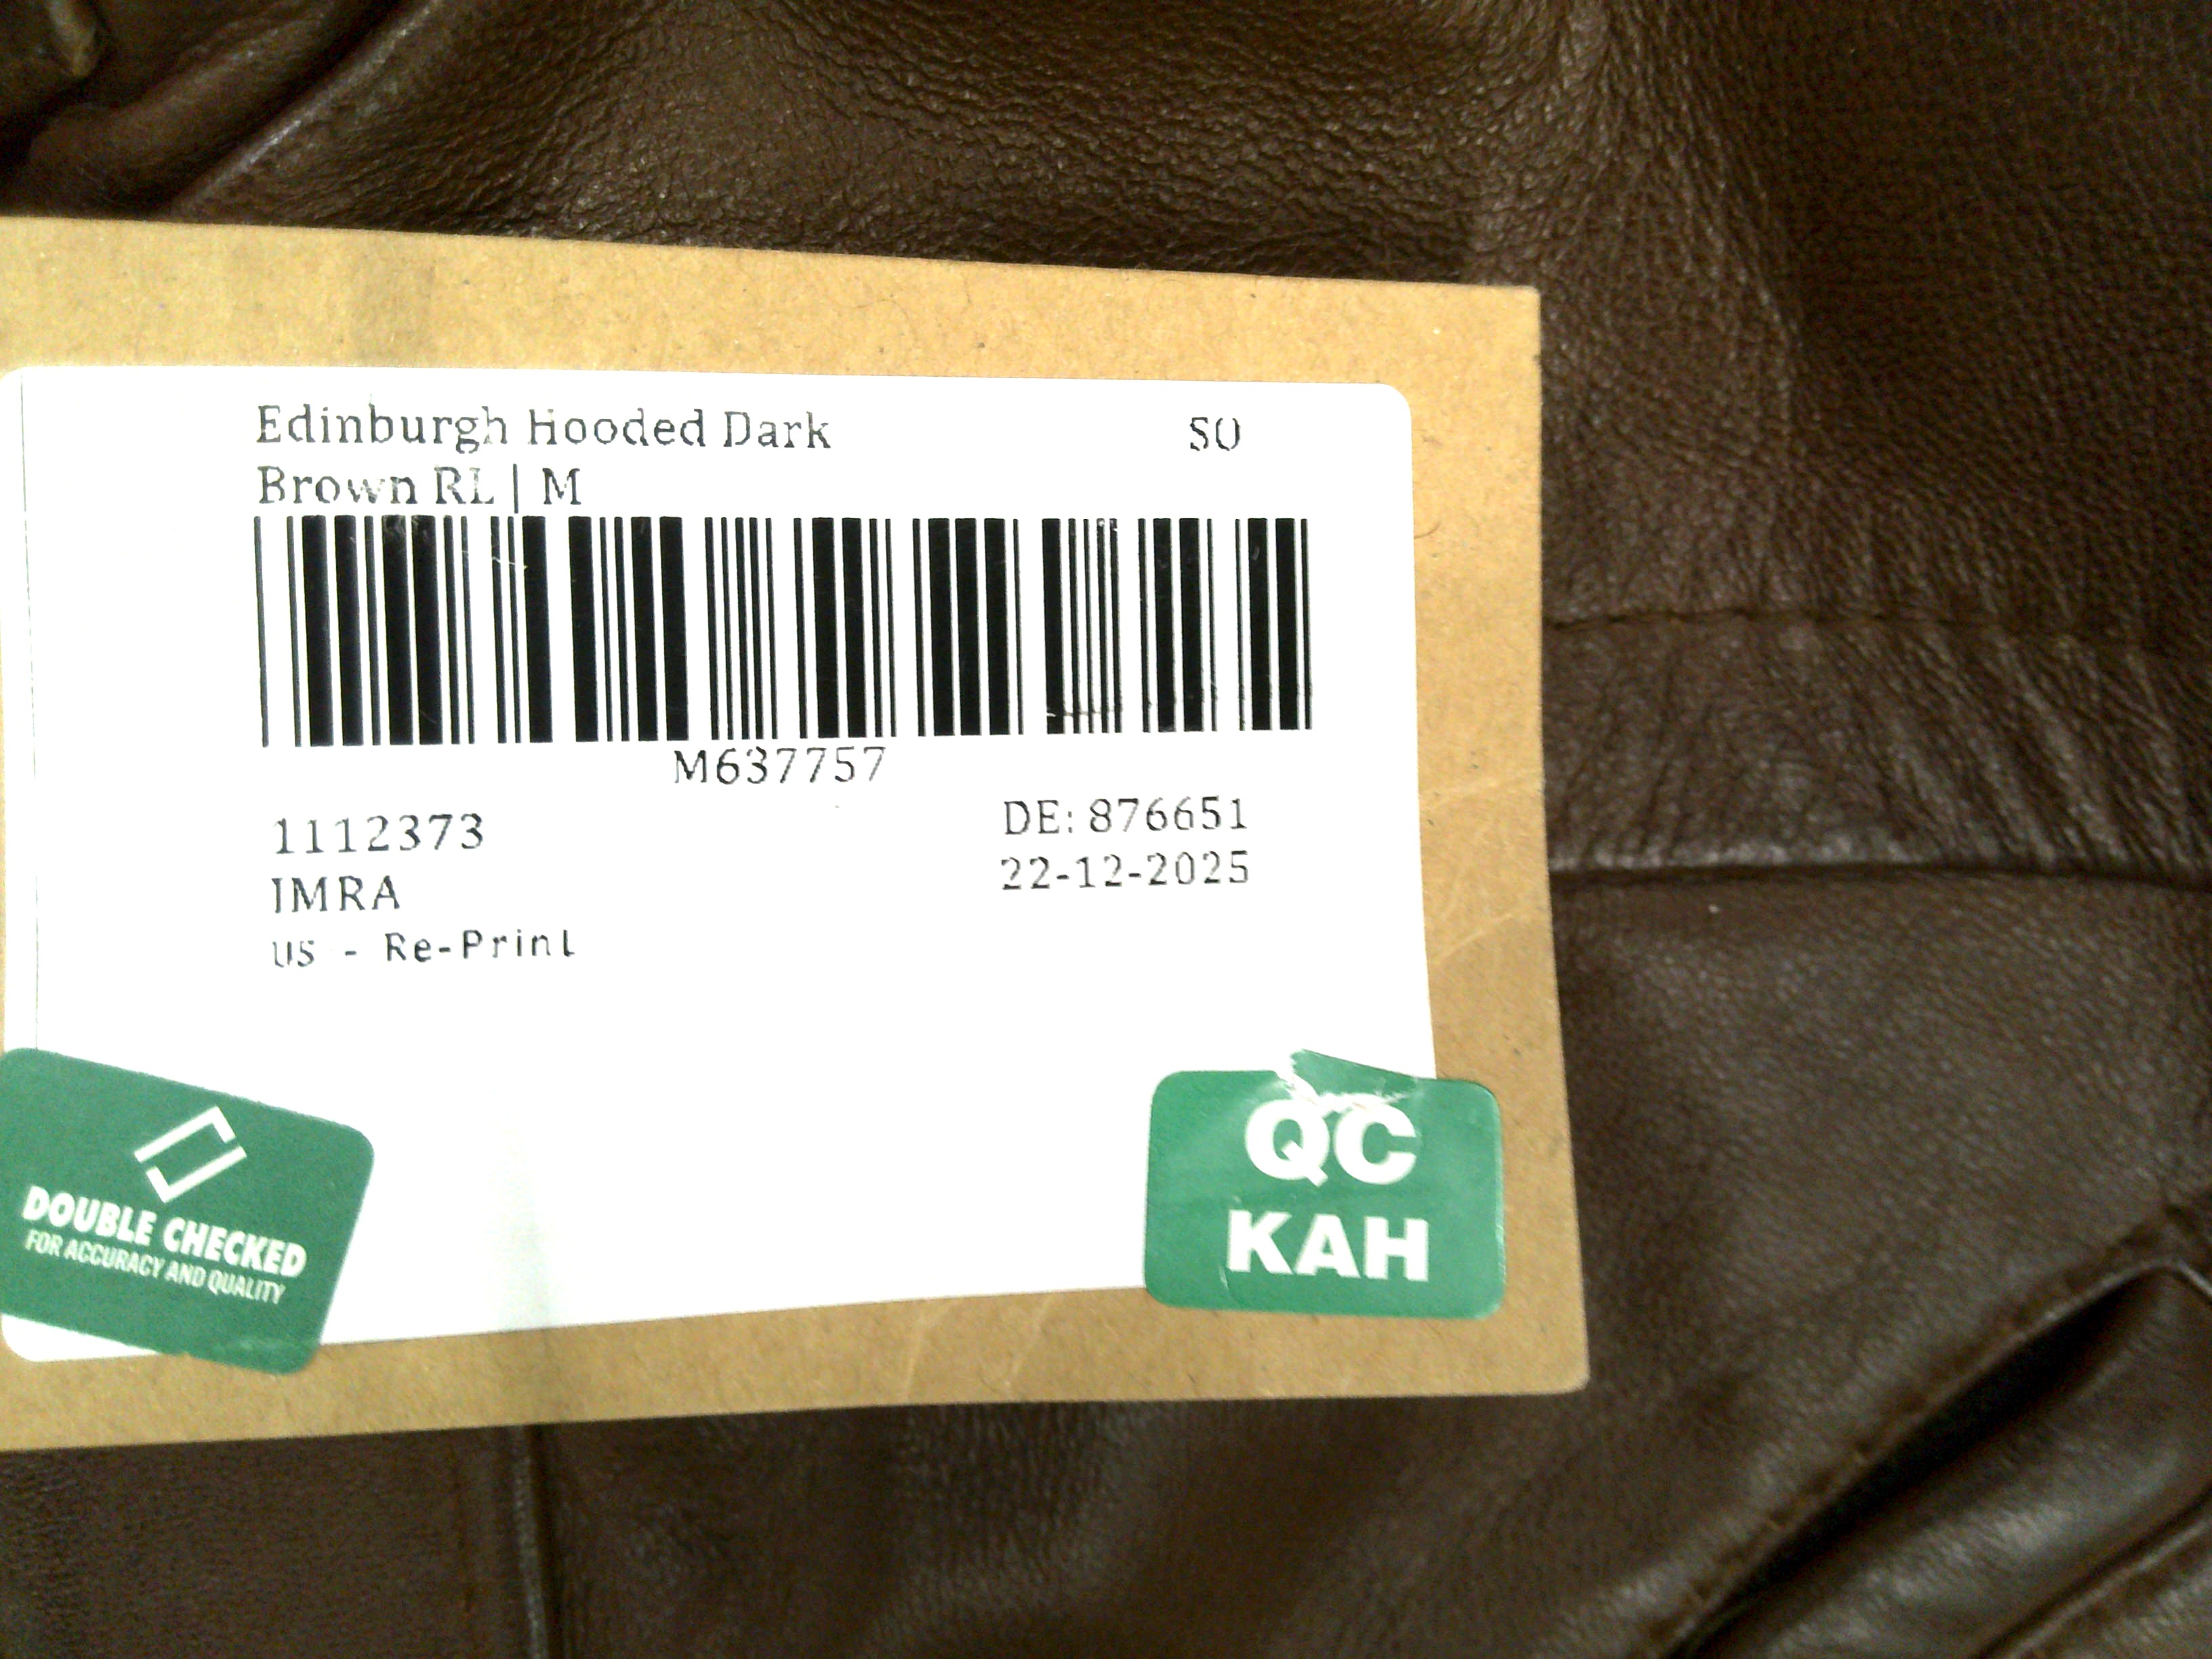 Edinburgh Hooded Dark
Brown RL | M
SO
M637757
1112373
IMRA
US - Re-Print
DE: 876651
22-12-2025
DOUBLE CHECKED
FOR ACCURACY AND QUALITY
QC
KAH